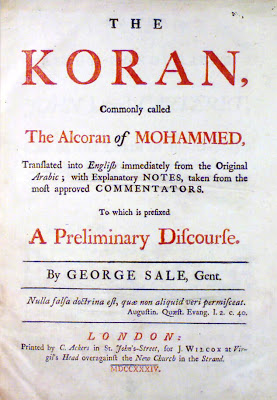 THE
KORAN,
Commonly called
The Alcoran of MOHAMMED,
Tranſlated into Engliſh immediately from the Original
Arabic; with Explanatory NOTES, taken from the
moſt approved COMMENTATORS.
To which is prefixed
A Preliminary Diſcourſe.
By GEORGE SALE, Gent.
Nulla falſa doctrina eſt, quæ non aliquid veri permiſceat.
Auguſtin. Quæſt. Evang. l. 2. c. 40.
LONDON:
Printed by C. Ackers in St. John's-Street, for J. Wilcox at Vir-
gil's Head overagainſt the New Church in the Strand.
MDCCXXXIV.